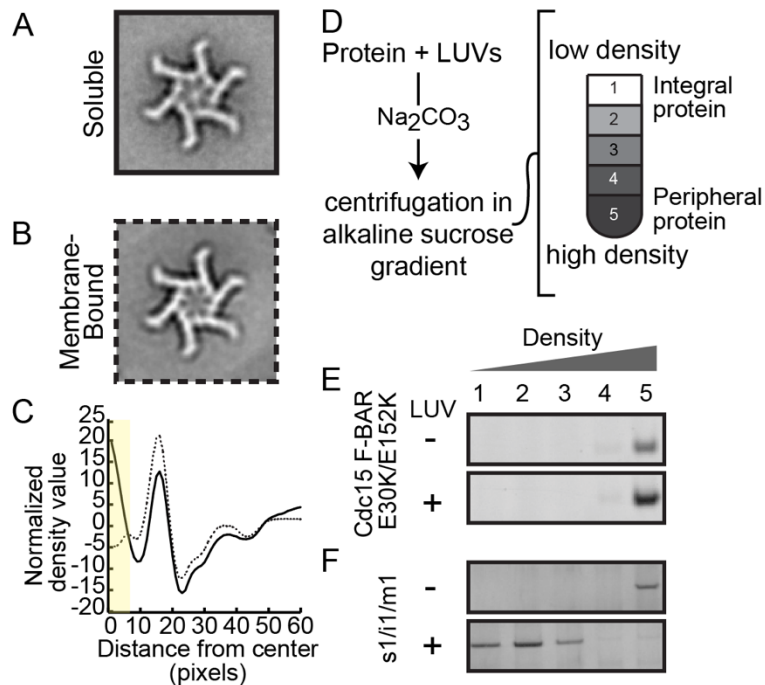 A
Soluble
B
Membrane-
Bound
C
Normalized
density value
25
20
15
10
5
0
-5
-10
-15
-20
0 10 20 30 40 50 60
Distance from center
(pixels)
D
Protein + LUVs
Na2CO3
centrifugation in
alkaline sucrose
gradient
low density
1
2
3
4
5
Integral
protein
Peripheral
protein
high density
Density
E
LUV
1 2 3 4 5
Cdc15 F-BAR
E30K/E152K
-
+
F
s1/i1/m1
-
+